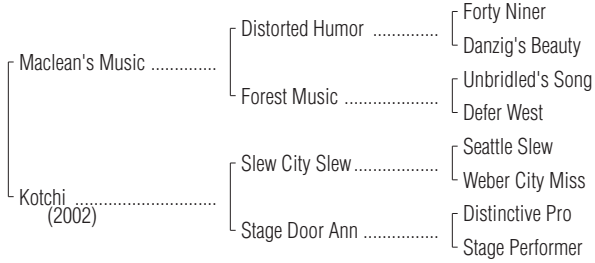 Forty Niner
Distorted Humor ..............
Danzig's Beauty
Maclean's Music ..............
Unbridled's Song
Forest Music ....................
Defer West
Seattle Slew
Slew City Slew..................
Weber City Miss
Kotchi ..............................
(2002)
Distinctive Pro
Stage Door Ann ................
Stage Performer